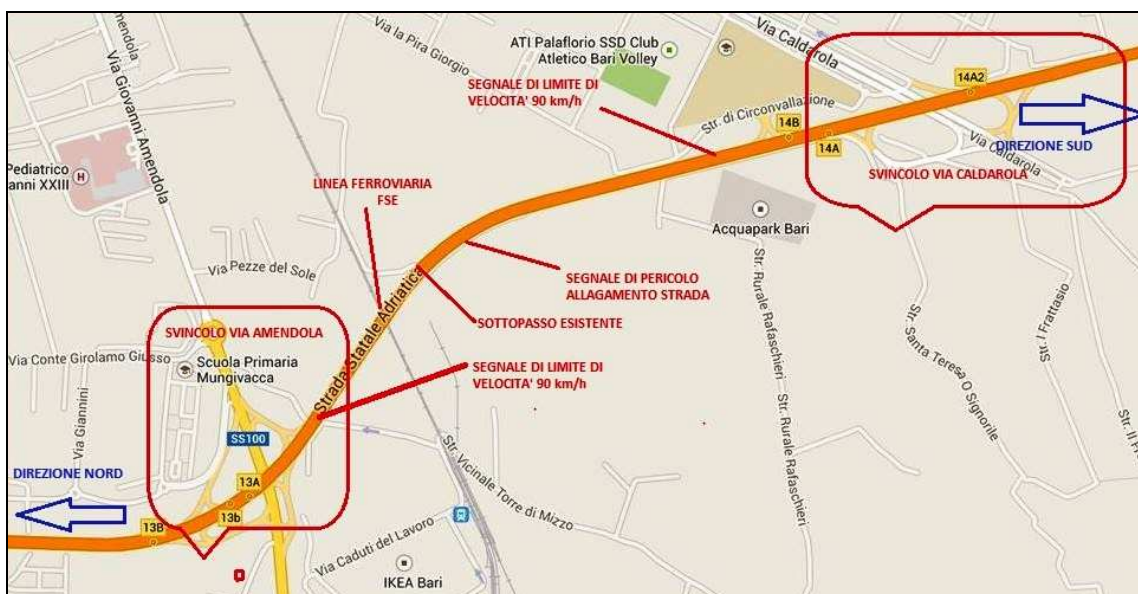 Via Giovanni Amendola
Via la Pira Giorgio
ATI Palaflorio SSD Club
Atletico Bari Volley
Via Caldarola
SEGNALE DI LIMITE DI
VELOCITA' 90 km/h
Str. di Circonvallazione
14B
14A
14A2
DIREZIONE SUD
Via Caldarola
SVINCOLO VIA CALDAROLA
Pediatrico
anni XXIII
H
LINEA FERROVIARIA
FSE
Acquapark Bari
Via Pezze del Sole
SEGNALE DI PERICOLO
ALLAGAMENTO STRADA
SOTTOPASSO ESISTENTE
Strada Statale Adriatica
SVINCOLO VIA AMENDOLA
Via Conte Girolamo Giusso
Scuola Primaria
Mungivacca
SEGNALE DI LIMITE DI
VELOCITA' 90 km/h
Via Giannini
SS100
DIREZIONE NORD
13A
13b
13B
Str. Vicinale Torre di Mizzo
Via Caduti del Lavoro
IKEA Bari
Str. Rurale Rafaschieri
Str. Rurale Rafaschieri
Str. Santa Teresa O Signorile
Str. I Frattasio